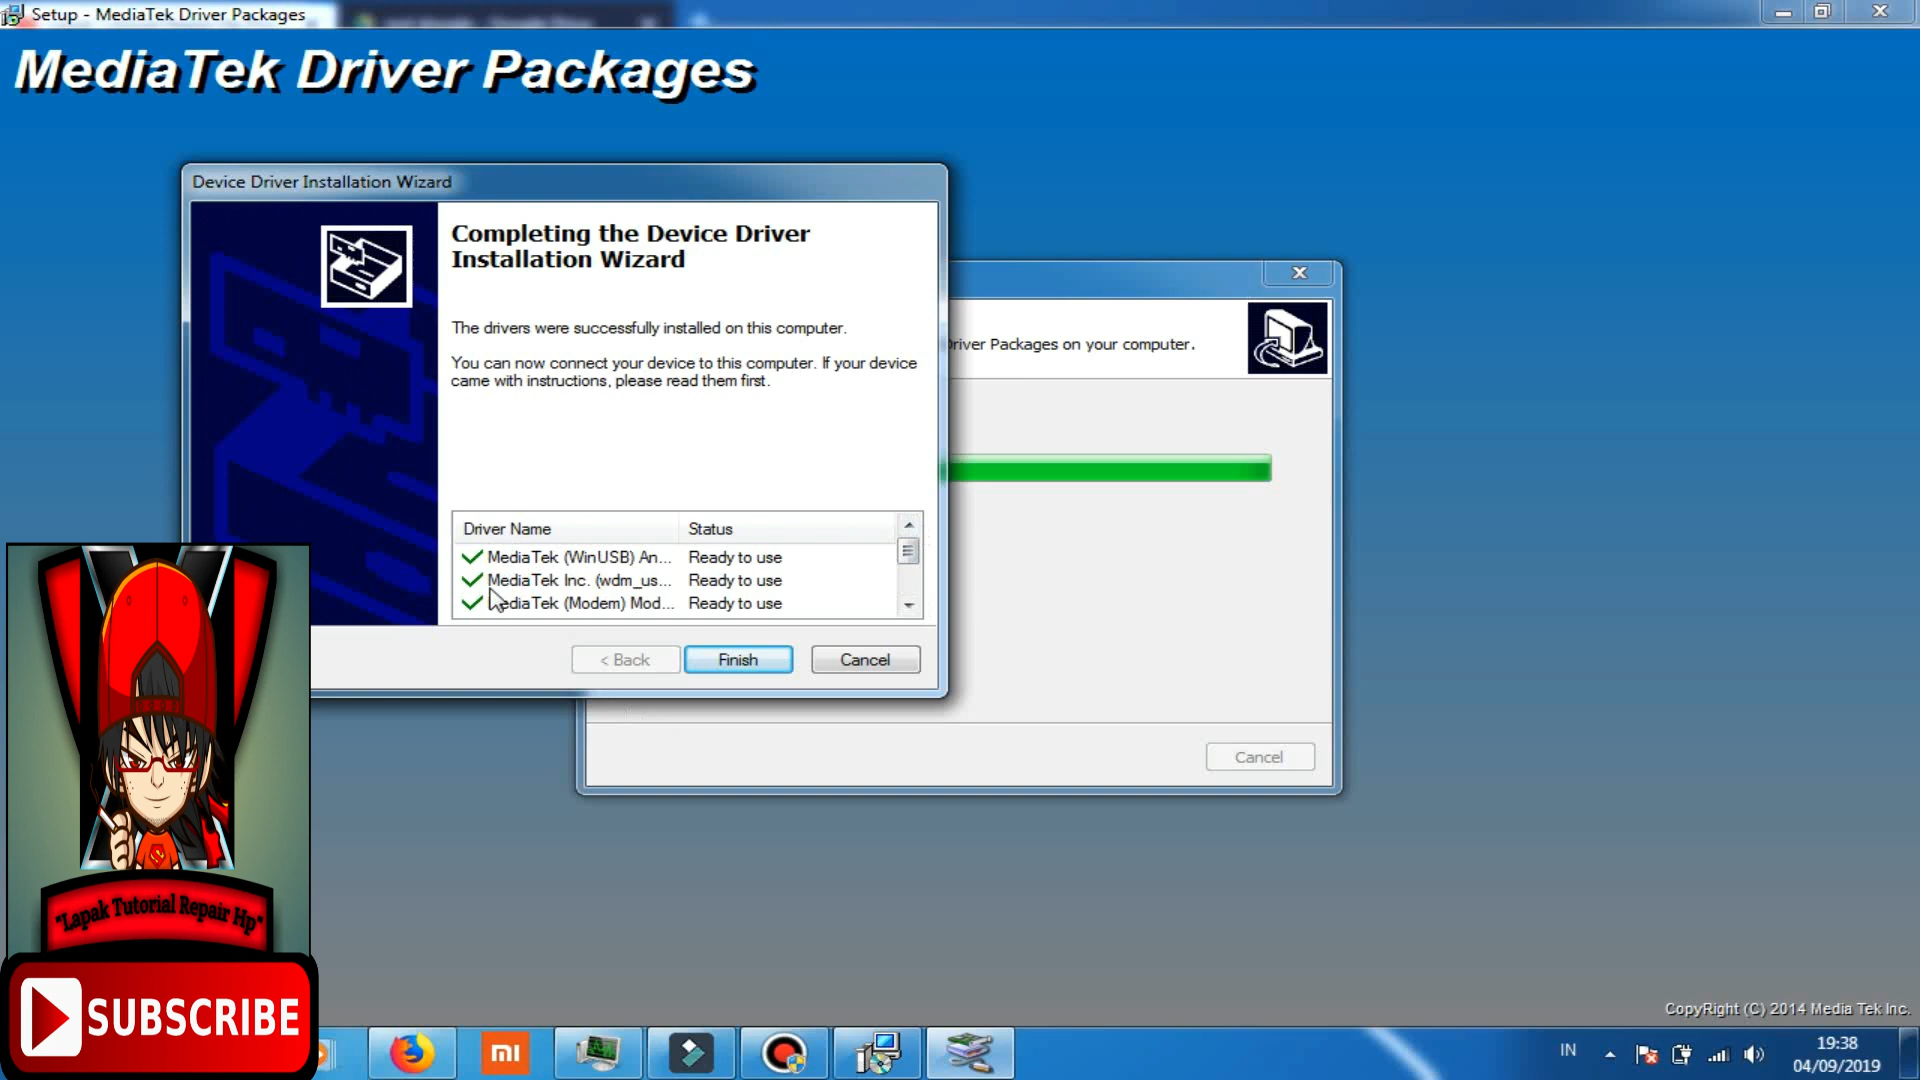 Setup - MediaTek Driver Packages
MediaTek Driver Packages
Device Driver Installation Wizard
Completing the Device Driver
Installation Wizard
The drivers were successfully installed on this computer.
You can now connect your device to this computer. If your device
came with instructions, please read them first.
Driver Packages on your computer.
Driver Name Status
MediaTek (WinUSB) An... Ready to use
MediaTek Inc. (wdm_us... Ready to use
MediaTek (Modem) Mod... Ready to use
< Back Finish Cancel
Cancel
"Lapak Tutorial Repair Hp"
SUBSCRIBE
CopyRight (C) 2014 Media Tek Inc.
mi
IN
19:38
04/09/2019